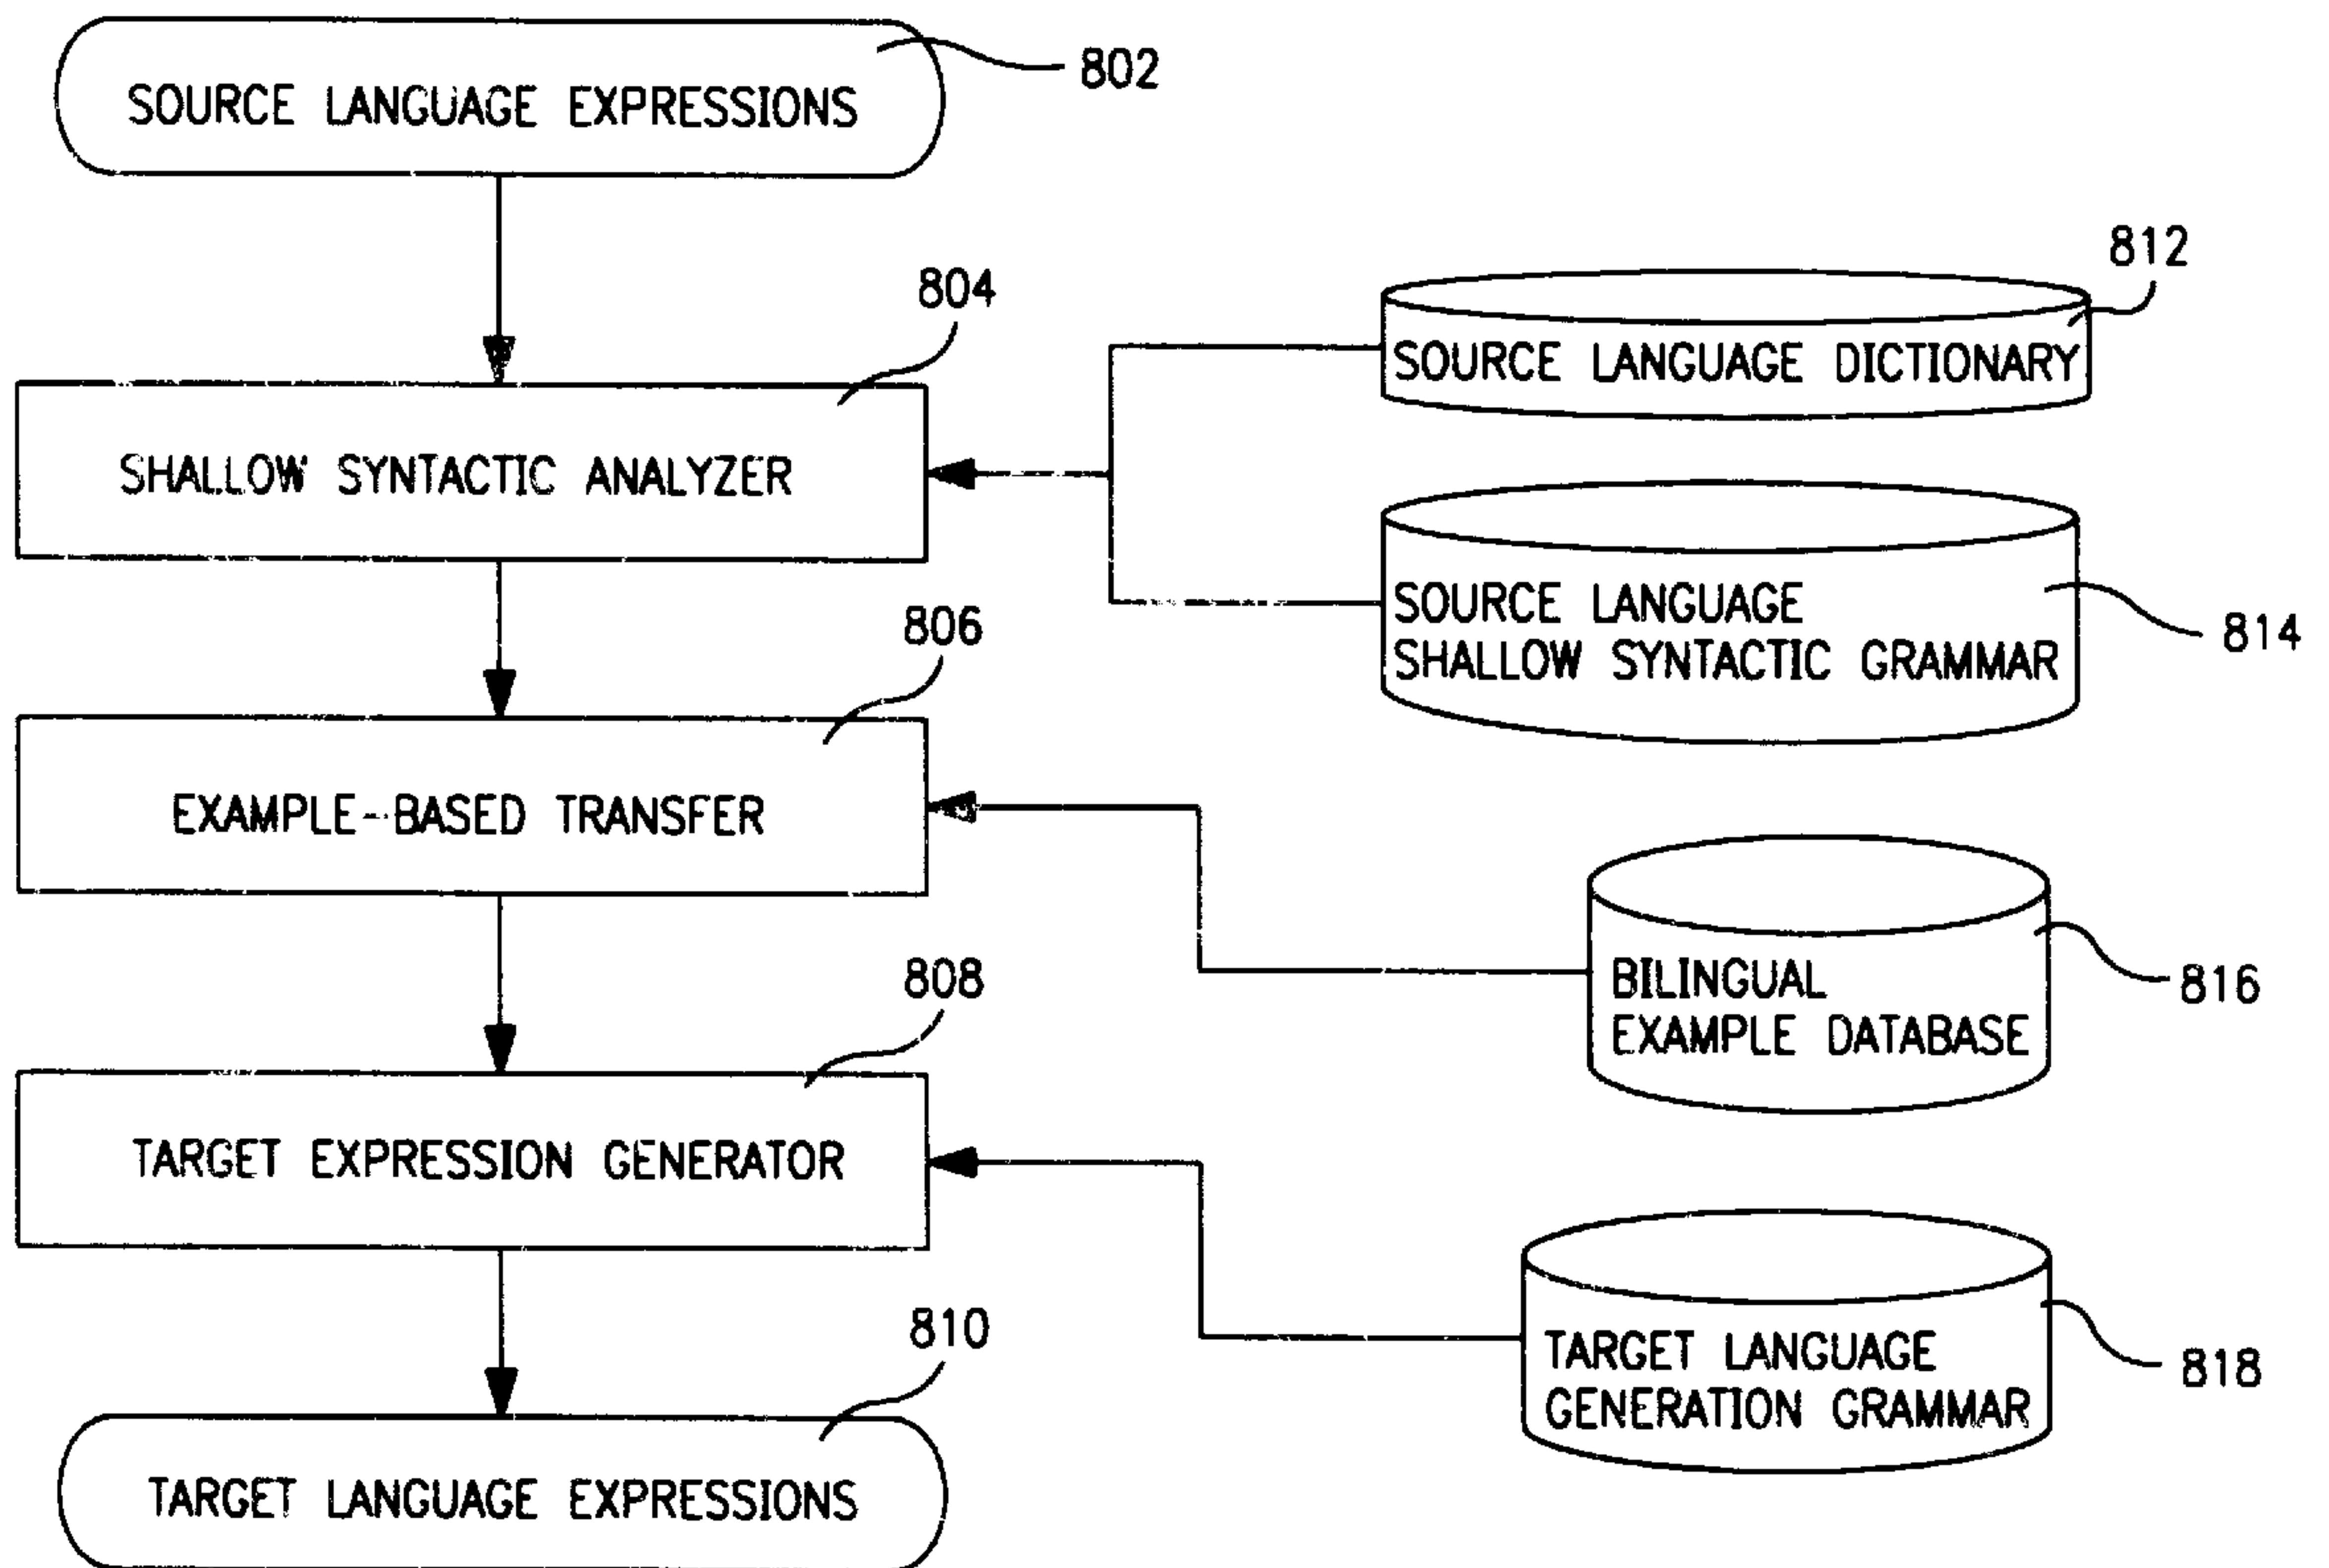 SOURCE LANGUAGE EXPRESSIONS
802
804
SHALLOW SYNTACTIC ANALYZER
812
SOURCE LANGUAGE DICTIONARY
SOURCE LANGUAGE
SHALLOW SYNTACTIC GRAMMAR
814
806
EXAMPLE-BASED TRANSFER
BILINGUAL
EXAMPLE DATABASE
816
808
TARGET EXPRESSION GENERATOR
TARGET LANGUAGE
GENERATION GRAMMAR
818
810
TARGET LANGUAGE EXPRESSIONS